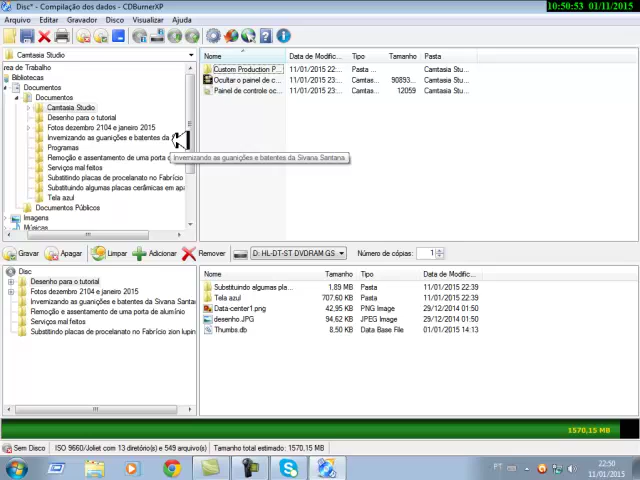 Disc* - Compilação dos dados - CDBurnerXP
10:50:53 01/11/2015
Arquivo Editar Gravador Disco Visualizar Ajuda
Camtasia Studio
rea de Trabalho
Bibliotecas
Documentos
Documentos
Camtasia Studio
Desenho para o tutorial
Fotos dezembro 2104 e janeiro 2015
Invernizando as guanições e batentes da
Invernizando as guanições e batentes da Sivana Santana
Programas
Remoção e assentamento de uma porta
Serviços mal feitos
Substituindo placas de procelanato no Fabrício
Substituindo algumas placas cerâmicas em apa
Tela azul
Documentos Públicos
Imagens
Músicas
Nome Data de Modific... Tipo Tamanho Pasta
Custom Production P... 11/01/2015 22:... Pasta ... Camtasia Stu...
Ocultar o painel de c... 11/01/2015 23:... Camtas... 90893... Camtasia Stu...
Painel de controle oc... 11/01/2015 23:... Camtas... 12059 Camtasia Stu...
Gravar Apagar Limpar Adicionar Remover D: HL-DT-ST DVDRAM GS Número de cópias: 1
Disc
Desenho para o tutorial
Fotos dezembro 2104 e janeiro 2015
Invernizando as guanições e batentes da Sivana Santa
Remoção e assentamento de uma porta de alumínio
Serviços mal feitos
Substituindo placas de procelanato no Fabrício zion lupin
Nome Tamanho Tipo Data de Modific...
Substituindo algumas pla... 1,89 MB Pasta 11/01/2015 22:39
Tela azul 707,60 KB Pasta 11/01/2015 22:39
Data-center1.png 42,95 KB PNG Image 29/12/2014 01:50
desenho.JPG 94,62 KB JPEG Image 29/12/2014 01:50
Thumbs.db 8,50 KB Data Base File 01/01/2015 14:13
1570,15 MB
Sem Disco ISO 9660/Joliet com 13 diretório(s) e 549 arquivo(s) Tamanho total estimado: 1570,15 MB
PT
22:50
11/01/2015